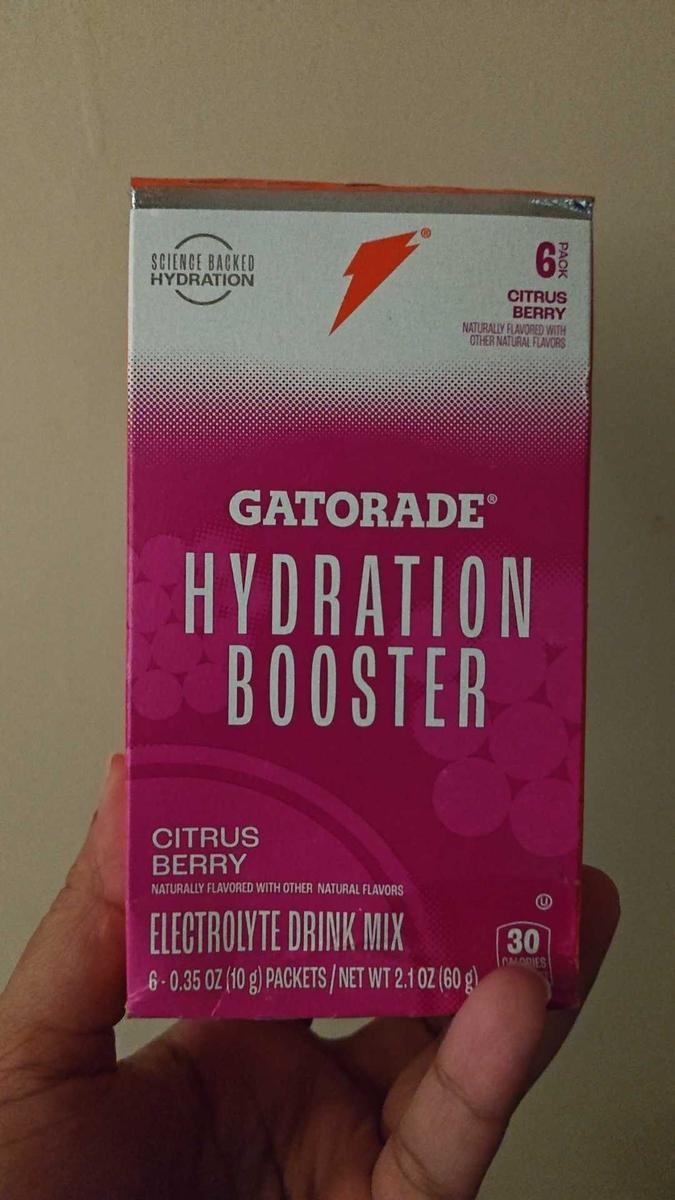 SCIENCE BACKED
HYDRATION
®
6 PACK
CITRUS
BERRY
NATURALLY FLAVORED WITH
OTHER NATURAL FLAVORS
GATORADE®
HYDRATION
BOOSTER
CITRUS
BERRY
NATURALLY FLAVORED WITH OTHER NATURAL FLAVORS
ELECTROLYTE DRINK MIX
6 - 0.35 OZ (10 g) PACKETS / NET WT 2.1 OZ (60 g)
U
30
CALORIES